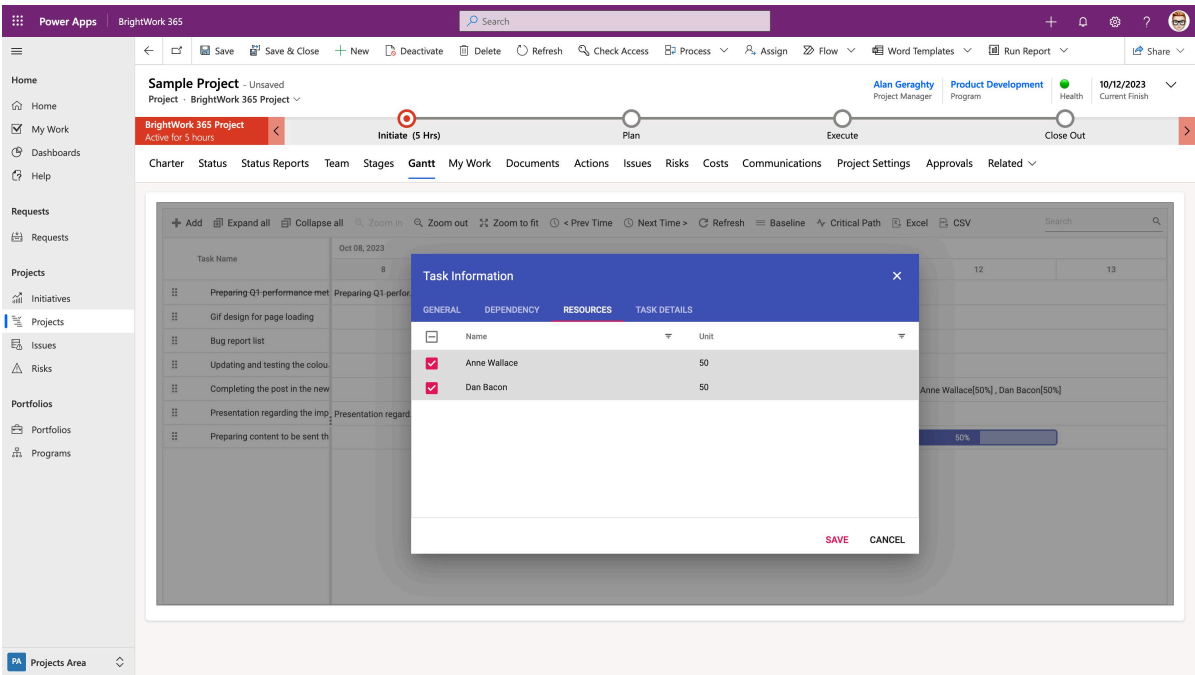 Power Apps BrightWork 365 Search
Save Save & Close New Deactivate Delete Refresh Check Access Process Assign Flow Word Templates Run Report Share
Home
Home
My Work
Dashboards
Help
Requests
Requests
Projects
Initiatives
Projects
Issues
Risks
Portfolios
Portfolios
Programs
PA Projects Area
Sample Project - Unsaved
Project · BrightWork 365 Project
Alan Geraghty
Project Manager
Product Development
Program
Health
10/12/2023
Current Finish
BrightWork 365 Project
Active for 5 hours
Initiate (5 Hrs) Plan Execute Close Out
Charter Status Status Reports Team Stages Gantt My Work Documents Actions Issues Risks Costs Communications Project Settings Approvals Related
Add Expand all Collapse all Zoom in Zoom out Zoom to fit < Prev Time Next Time > Refresh Baseline Critical Path Excel CSV Search
Task Name
Oct 08, 2023
8 12 13
Preparing Q1 performance met Preparing Q1 perfor
Gif design for page loading
Bug report list
Updating and testing the colou
Completing the post in the new Anne Wallace[50%] , Dan Bacon[50%]
Presentation regarding the imp Presentation regard
Preparing content to be sent th 50%
Task Information
GENERAL DEPENDENCY RESOURCES TASK DETAILS
Name Unit
Anne Wallace 50
Dan Bacon 50
SAVE CANCEL